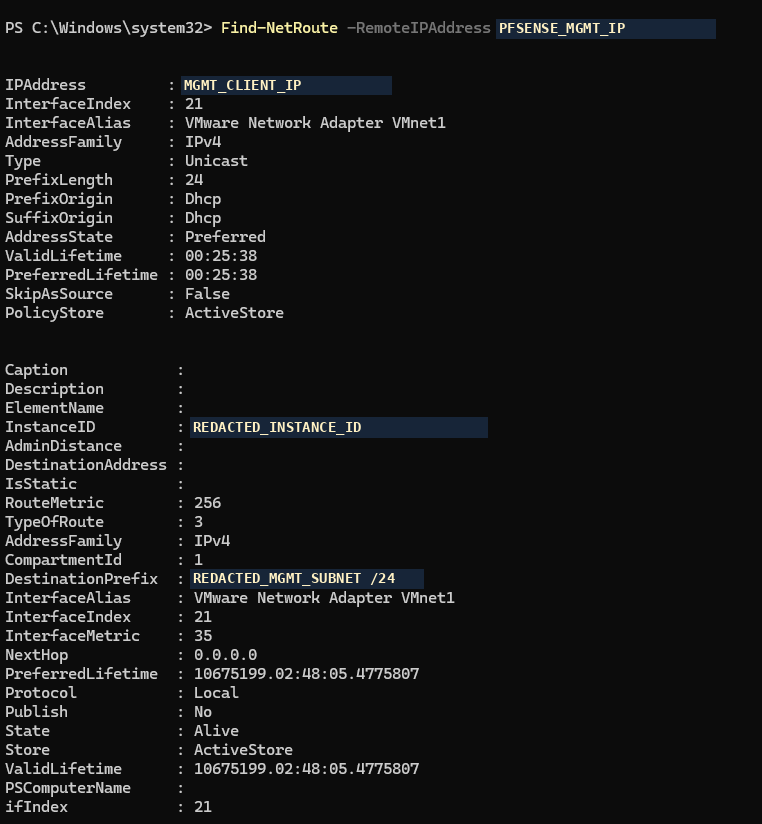 PS C:\Windows\system32> Find-NetRoute -RemoteIPAddress PFSENSE_MGMT_IP
IPAddress : MGMT_CLIENT_IP
InterfaceIndex : 21
InterfaceAlias : VMware Network Adapter VMnet1
AddressFamily : IPv4
Type : Unicast
PrefixLength : 24
PrefixOrigin : Dhcp
SuffixOrigin : Dhcp
AddressState : Preferred
ValidLifetime : 00:25:38
PreferredLifetime : 00:25:38
SkipAsSource : False
PolicyStore : ActiveStore
Caption :
Description :
ElementName :
InstanceID : REDACTED_INSTANCE_ID
AdminDistance :
DestinationAddress :
IsStatic :
RouteMetric : 256
TypeOfRoute : 3
AddressFamily : IPv4
CompartmentId : 1
DestinationPrefix : REDACTED_MGMT_SUBNET /24
InterfaceAlias : VMware Network Adapter VMnet1
InterfaceIndex : 21
InterfaceMetric : 35
NextHop : 0.0.0.0
PreferredLifetime : 10675199.02:48:05.4775807
Protocol : Local
Publish : No
State : Alive
Store : ActiveStore
ValidLifetime : 10675199.02:48:05.4775807
PSComputerName :
ifIndex : 21